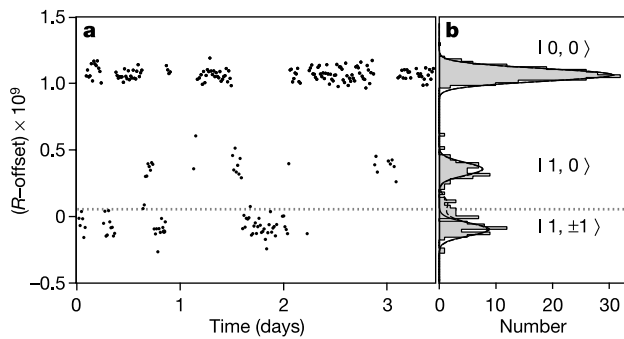 a
b
(R–offset) × 10⁹
1.5
1.0
0.5
0
–0.5
0
1
2
3
Time (days)
| 0, 0 ⟩
| 1, 0 ⟩
| 1, ±1 ⟩
0
10
20
30
Number